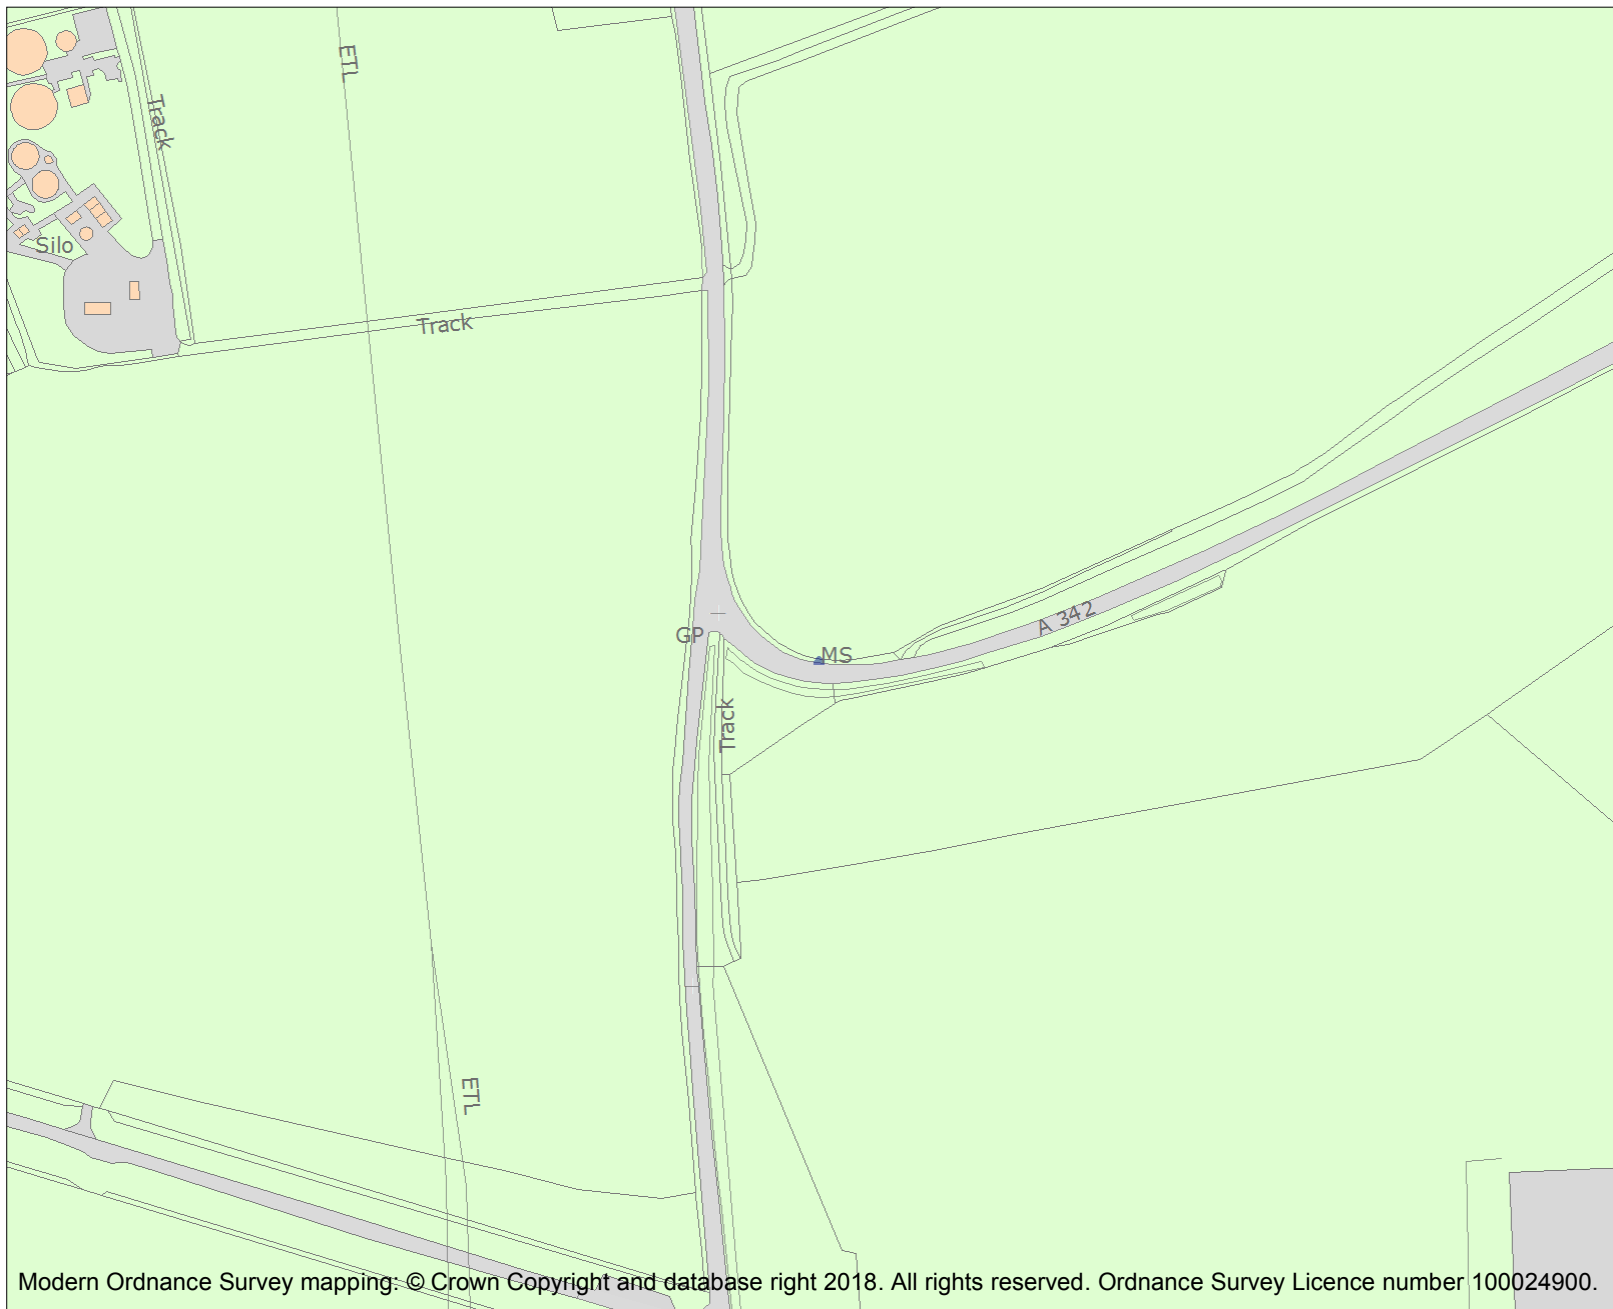 ETL
Track
Silo
Track
A 342
GP
MS
Track
ETL
Modern Ordnance Survey mapping: © Crown Copyright and database right 2018. All rights reserved. Ordnance Survey Licence number 100024900.